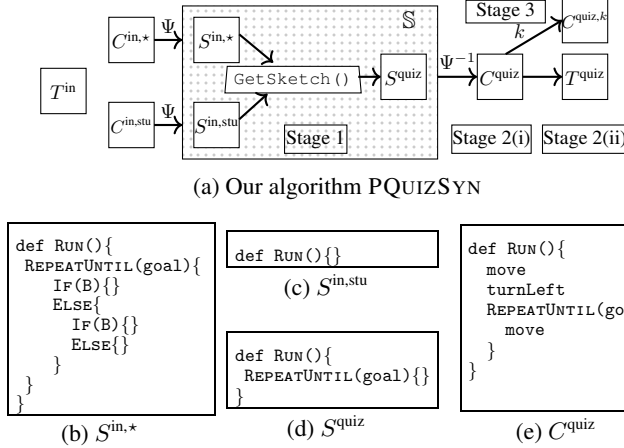 Stage 3
C^{quiz,k}
k
𝕊
C^{in,⋆} Ψ S^{in,⋆}
T^{in} GetSketch() S^{quiz} Ψ^{-1} C^{quiz} T^{quiz}
C^{in,stu} Ψ S^{in,stu}
Stage 1 Stage 2(i) Stage 2(ii)
(a) Our algorithm PQUIZSYN
def RUN(){
REPEATUNTIL(goal){
IF(B){}
ELSE{
IF(B){}
ELSE{}
}
}
}
(b) S^{in,⋆}
def RUN(){}
(c) S^{in,stu}
def RUN(){
REPEATUNTIL(goal){}
}
(d) S^{quiz}
def RUN(){
move
turnLeft
REPEATUNTIL(go
move
}
}
(e) C^{quiz}